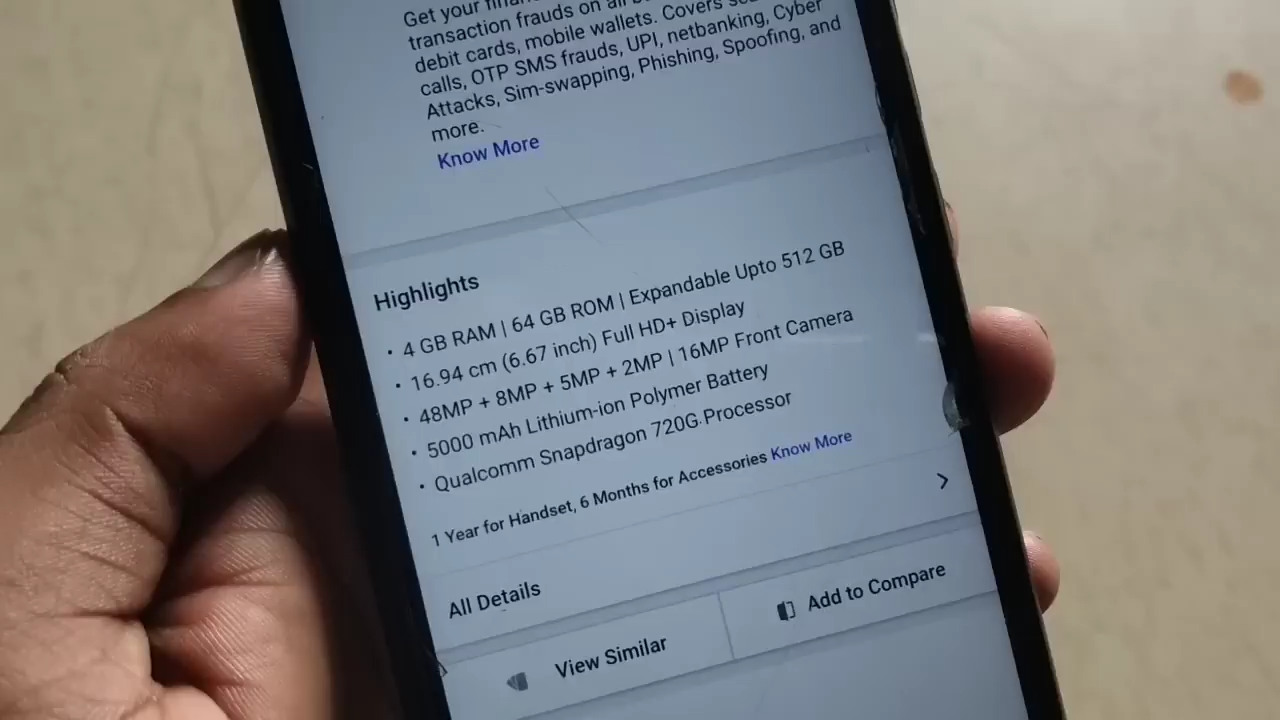 Get your
transaction frauds on all
debit cards, mobile wallets. Covers
calls, OTP SMS frauds, UPI, netbanking, Cyber
Attacks, Sim-swapping, Phishing, Spoofing, and
more.
Know More
Highlights
• 4 GB RAM | 64 GB ROM | Expandable Upto 512 GB
• 16.94 cm (6.67 inch) Full HD+ Display
• 48MP + 8MP + 5MP + 2MP | 16MP Front Camera
• 5000 mAh Lithium-ion Polymer Battery
• Qualcomm Snapdragon 720G Processor
1 Year for Handset, 6 Months for Accessories Know More
All Details
View Similar
Add to Compare